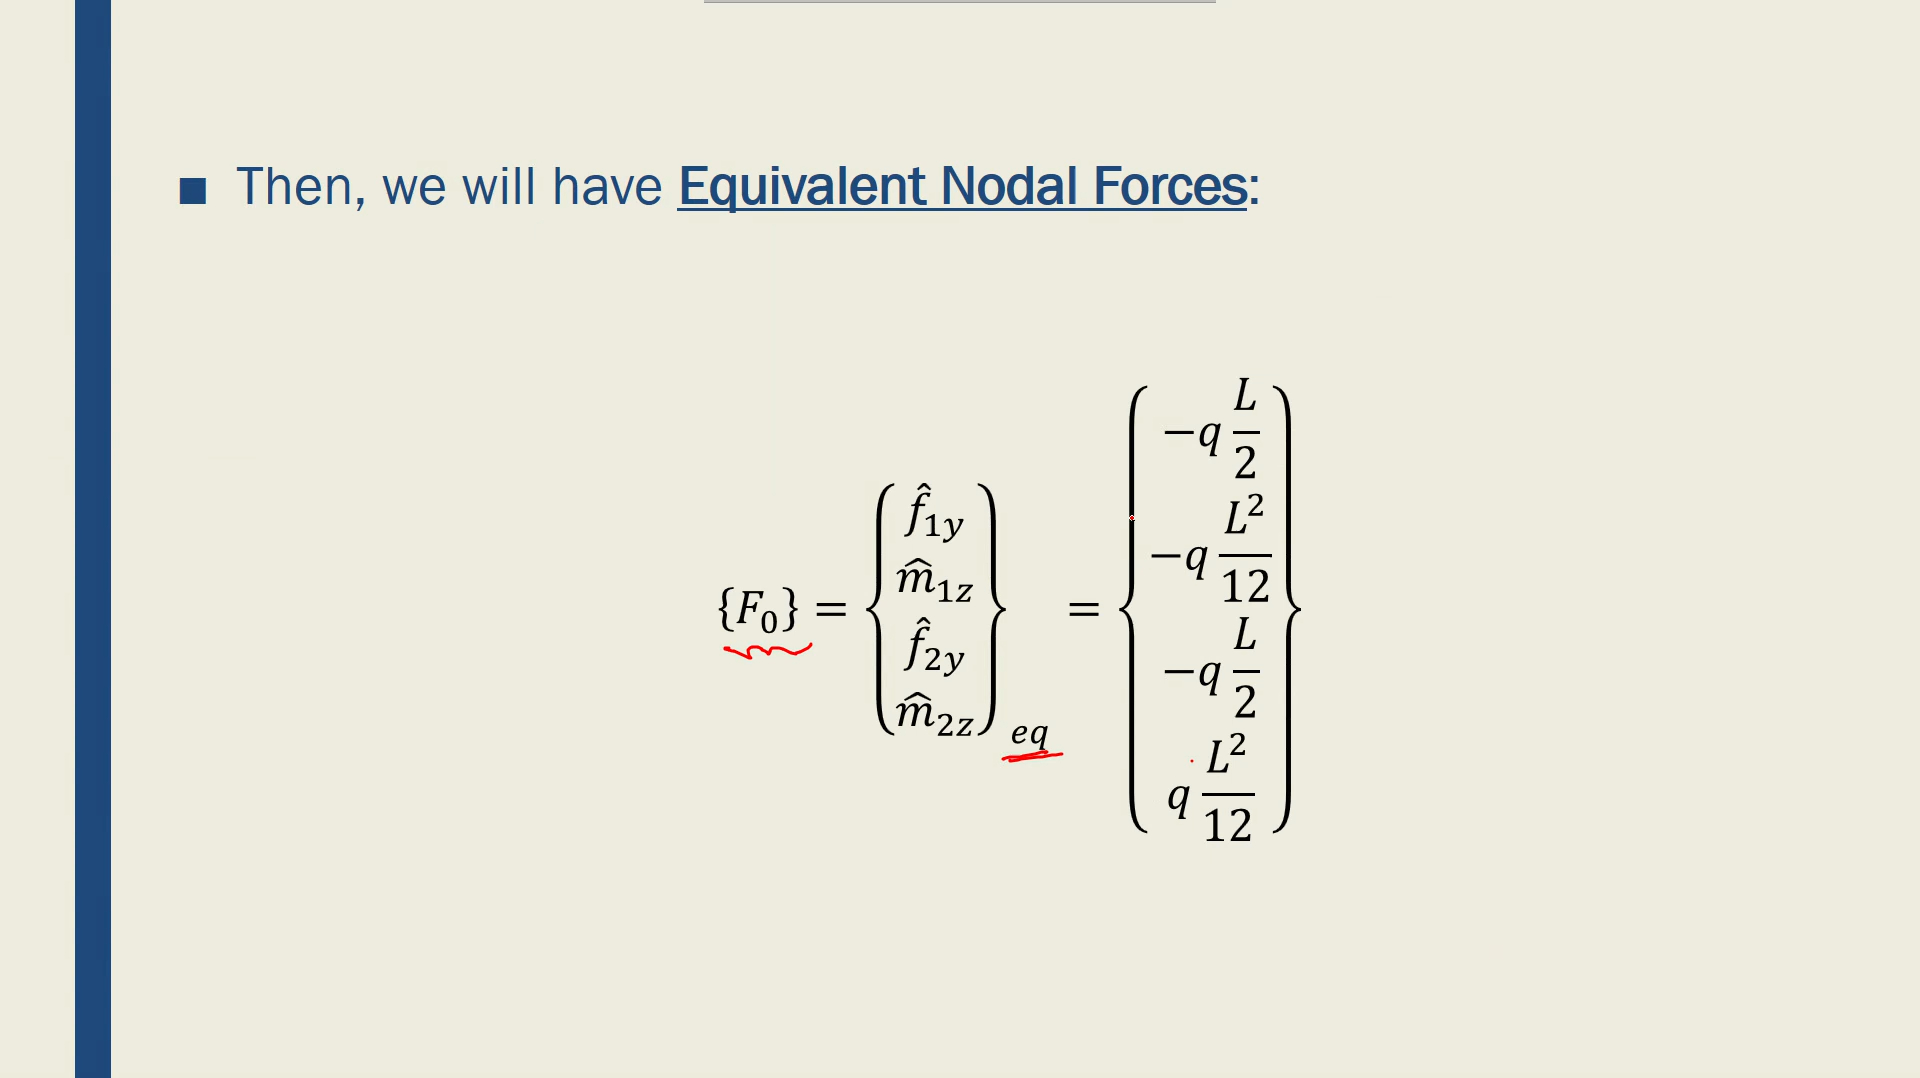 ■ Then, we will have Equivalent Nodal Forces:
{F₀} = { f̂₁y m̂₁z f̂₂y m̂₂z }eq = { −q L/2 −q L²/12 −q L/2 q L²/12 }